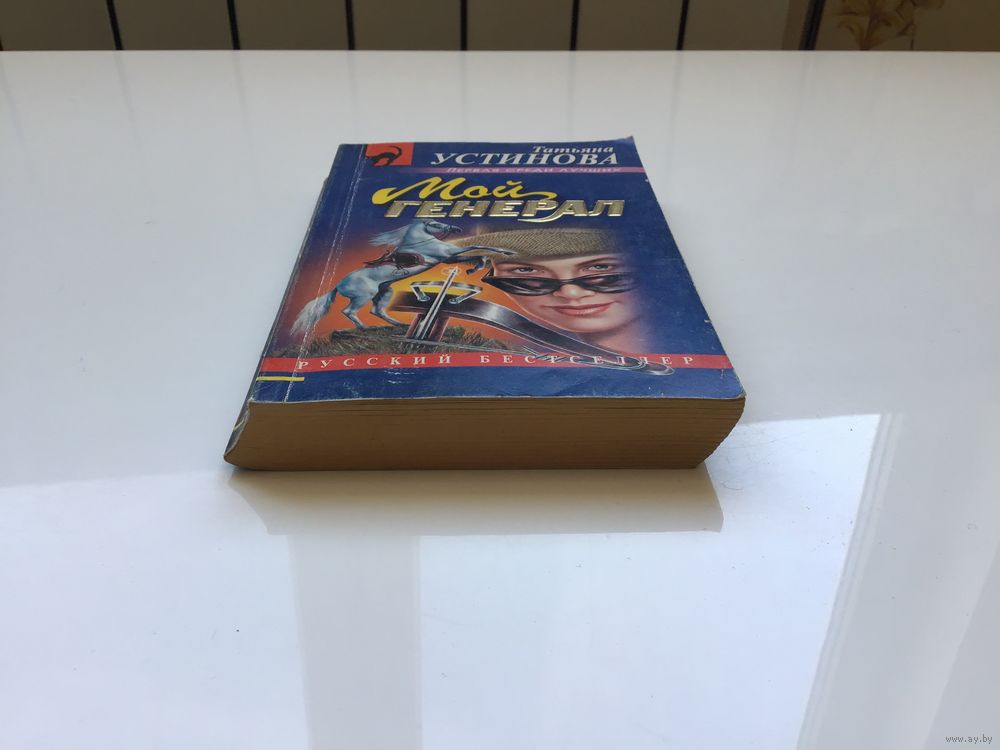 Татьяна
УСТИНОВА
ПЕРВАЯ СРЕДИ ЛУЧШИХ
Мой
ГЕНЕРАЛ
РУССКИЙ БЕСТСЕЛЛЕР
www.ay.by